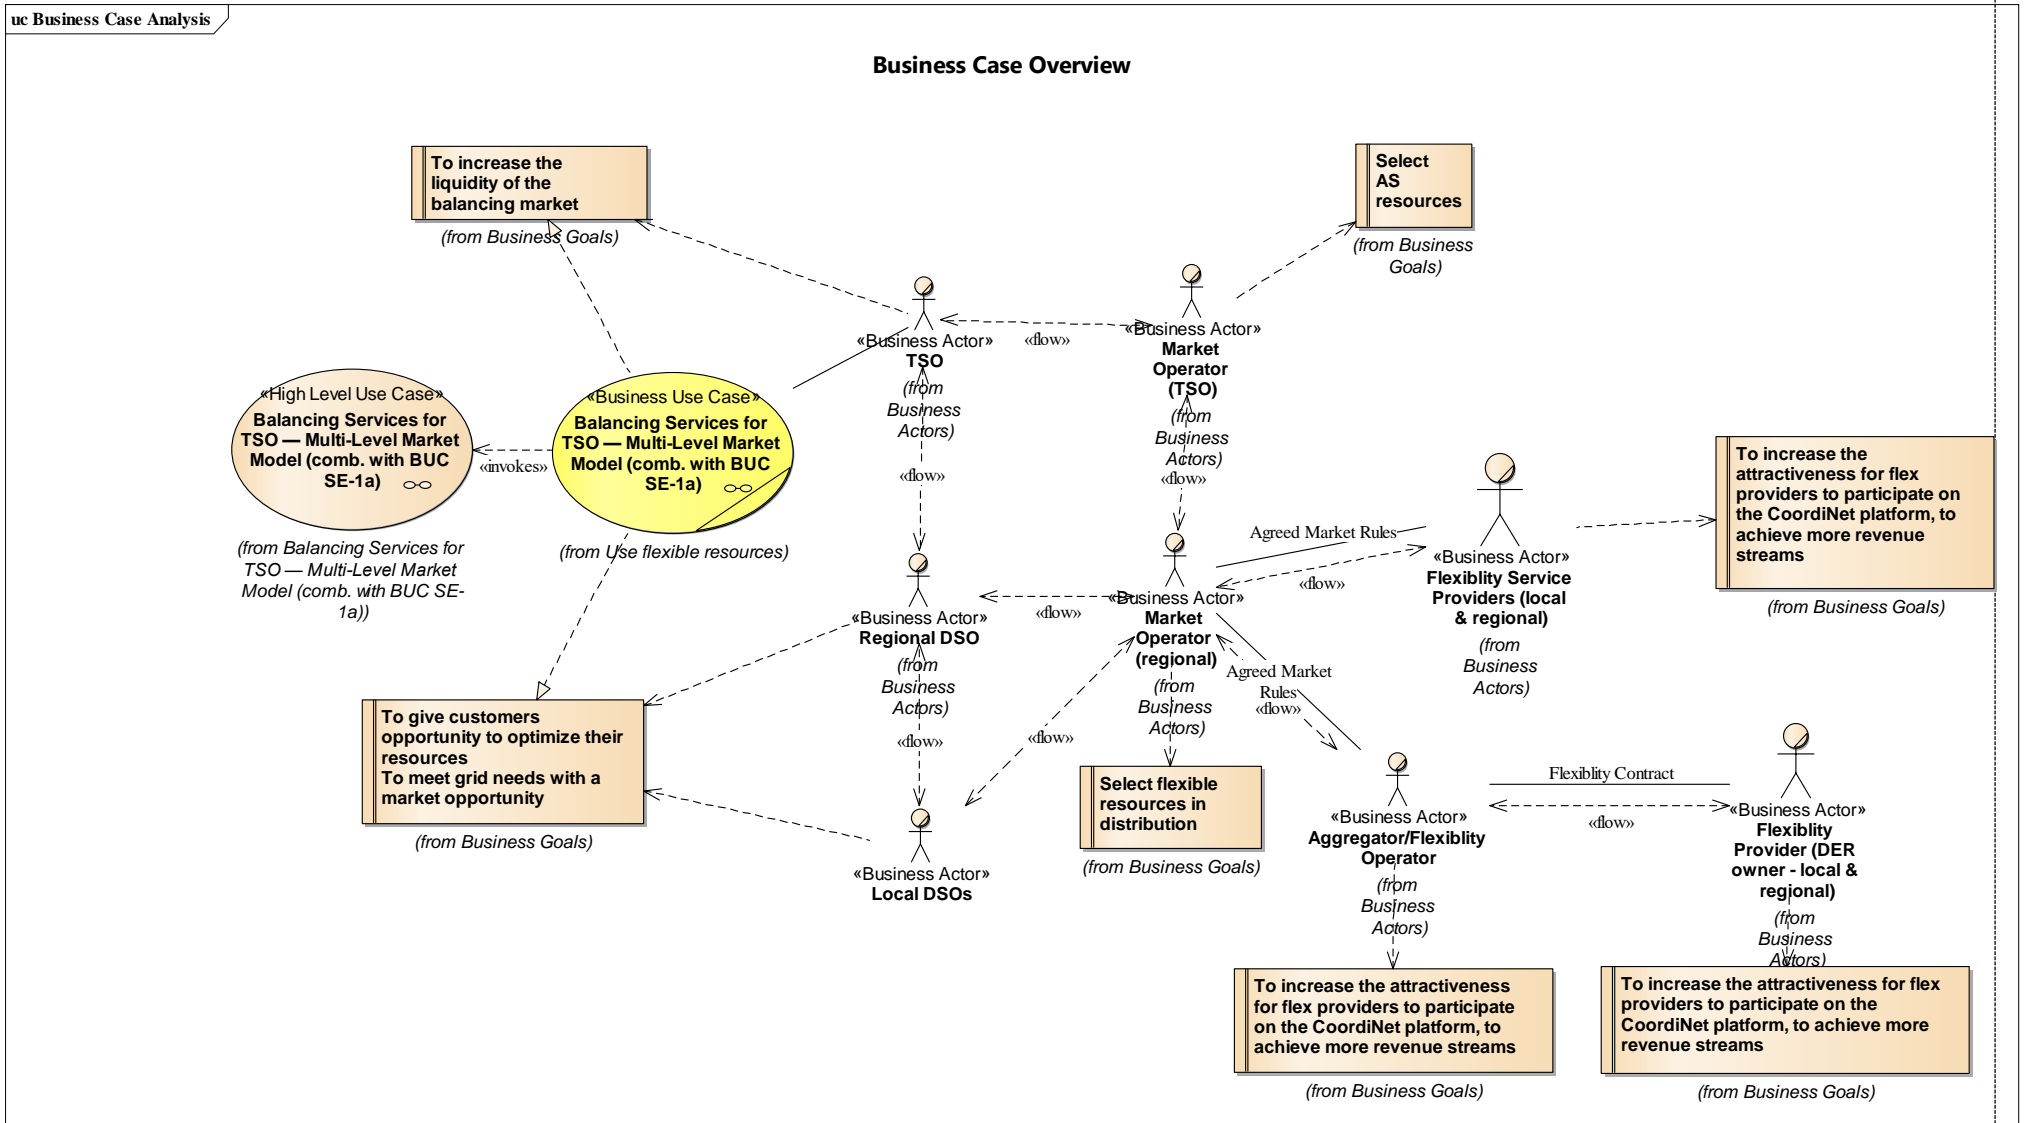 uc Business Case Analysis
Business Case Overview
To increase the
liquidity of the
balancing market
(from Business Goals)
Select
AS
resources
(from Business
Goals)
«Business Actor»
TSO
(from
Business
Actors)
«flow»
«Business Actor»
Market
Operator
(TSO)
(from
Business
Actors)
«flow»
«flow»
«High Level Use Case»
Balancing Services for
TSO — Multi-Level Market
Model (comb. with BUC
SE-1a)
(from Balancing Services for
TSO — Multi-Level Market
Model (comb. with BUC SE-
1a))
«invokes»
«Business Use Case»
Balancing Services for
TSO — Multi-Level Market
Model (comb. with BUC
SE-1a)
(from Use flexible resources)
Agreed Market Rules
«flow»
«Business Actor»
Flexiblity Service
Providers (local
& regional)
(from
Business
Actors)
To increase the
attractiveness for flex
providers to participate on
the CoordiNet platform, to
achieve more revenue
streams
(from Business Goals)
«Business Actor»
Regional DSO
(from
Business
Actors)
«flow»
«Business Actor»
Market
Operator
(regional)
(from
Business
Actors)
Agreed Market
Rules
«flow»
«flow»
«flow»
To give customers
opportunity to optimize their
resources
To meet grid needs with a
market opportunity
(from Business Goals)
«Business Actor»
Local DSOs
Select flexible
resources in
distribution
(from Business Goals)
«Business Actor»
Aggregator/Flexiblity
Operator
(from
Business
Actors)
Flexiblity Contract
«flow»
«Business Actor»
Flexiblity
Provider (DER
owner - local &
regional)
(from
Business
Actors)
To increase the attractiveness
for flex providers to participate
on the CoordiNet platform, to
achieve more revenue streams
(from Business Goals)
To increase the attractiveness for flex
providers to participate on the
CoordiNet platform, to achieve more
revenue streams
(from Business Goals)